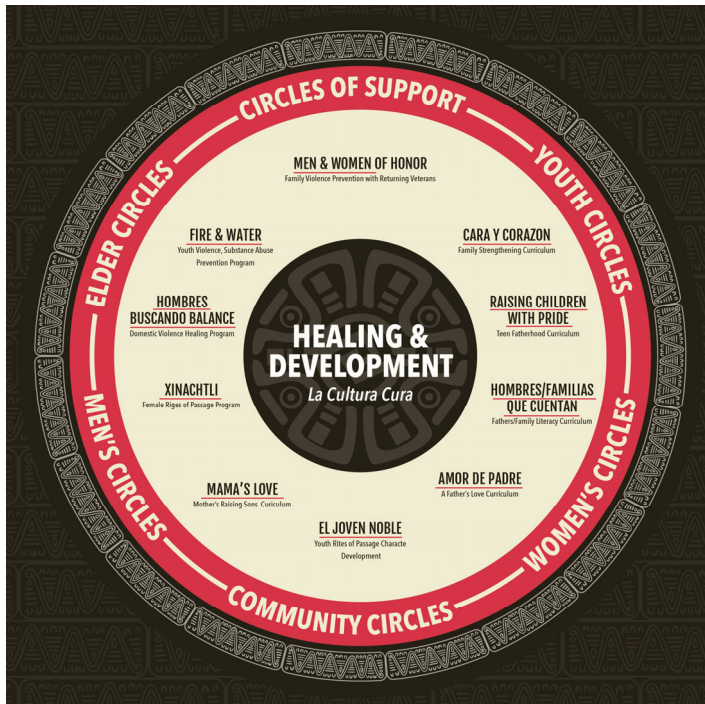 CIRCLES OF SUPPORT
YOUTH CIRCLES
WOMEN'S CIRCLES
COMMUNITY CIRCLES
MEN'S CIRCLES
ELDER CIRCLES
MEN & WOMEN OF HONOR
Family Violence Prevention with Returning Veterans
CARA Y CORAZON
Family Strengthening Curriculum
RAISING CHILDREN
WITH PRIDE
Teen Fatherhood Curriculum
HOMBRES/FAMILIAS
QUE CUENTAN
Fathers/Family Literacy Curriculum
AMOR DE PADRE
A Father's Love Curriculum
EL JOVEN NOBLE
Youth Rites of Passage Characte
Development
MAMA'S LOVE
Mother's Raising Sons Curiculum
XINACHTLI
Female Riges of Passage Program
HOMBRES
BUSCANDO BALANCE
Domestic Violence Healing Program
FIRE & WATER
Youth Violence, Substance Abuse
Prevention Program
HEALING &
DEVELOPMENT
La Cultura Cura